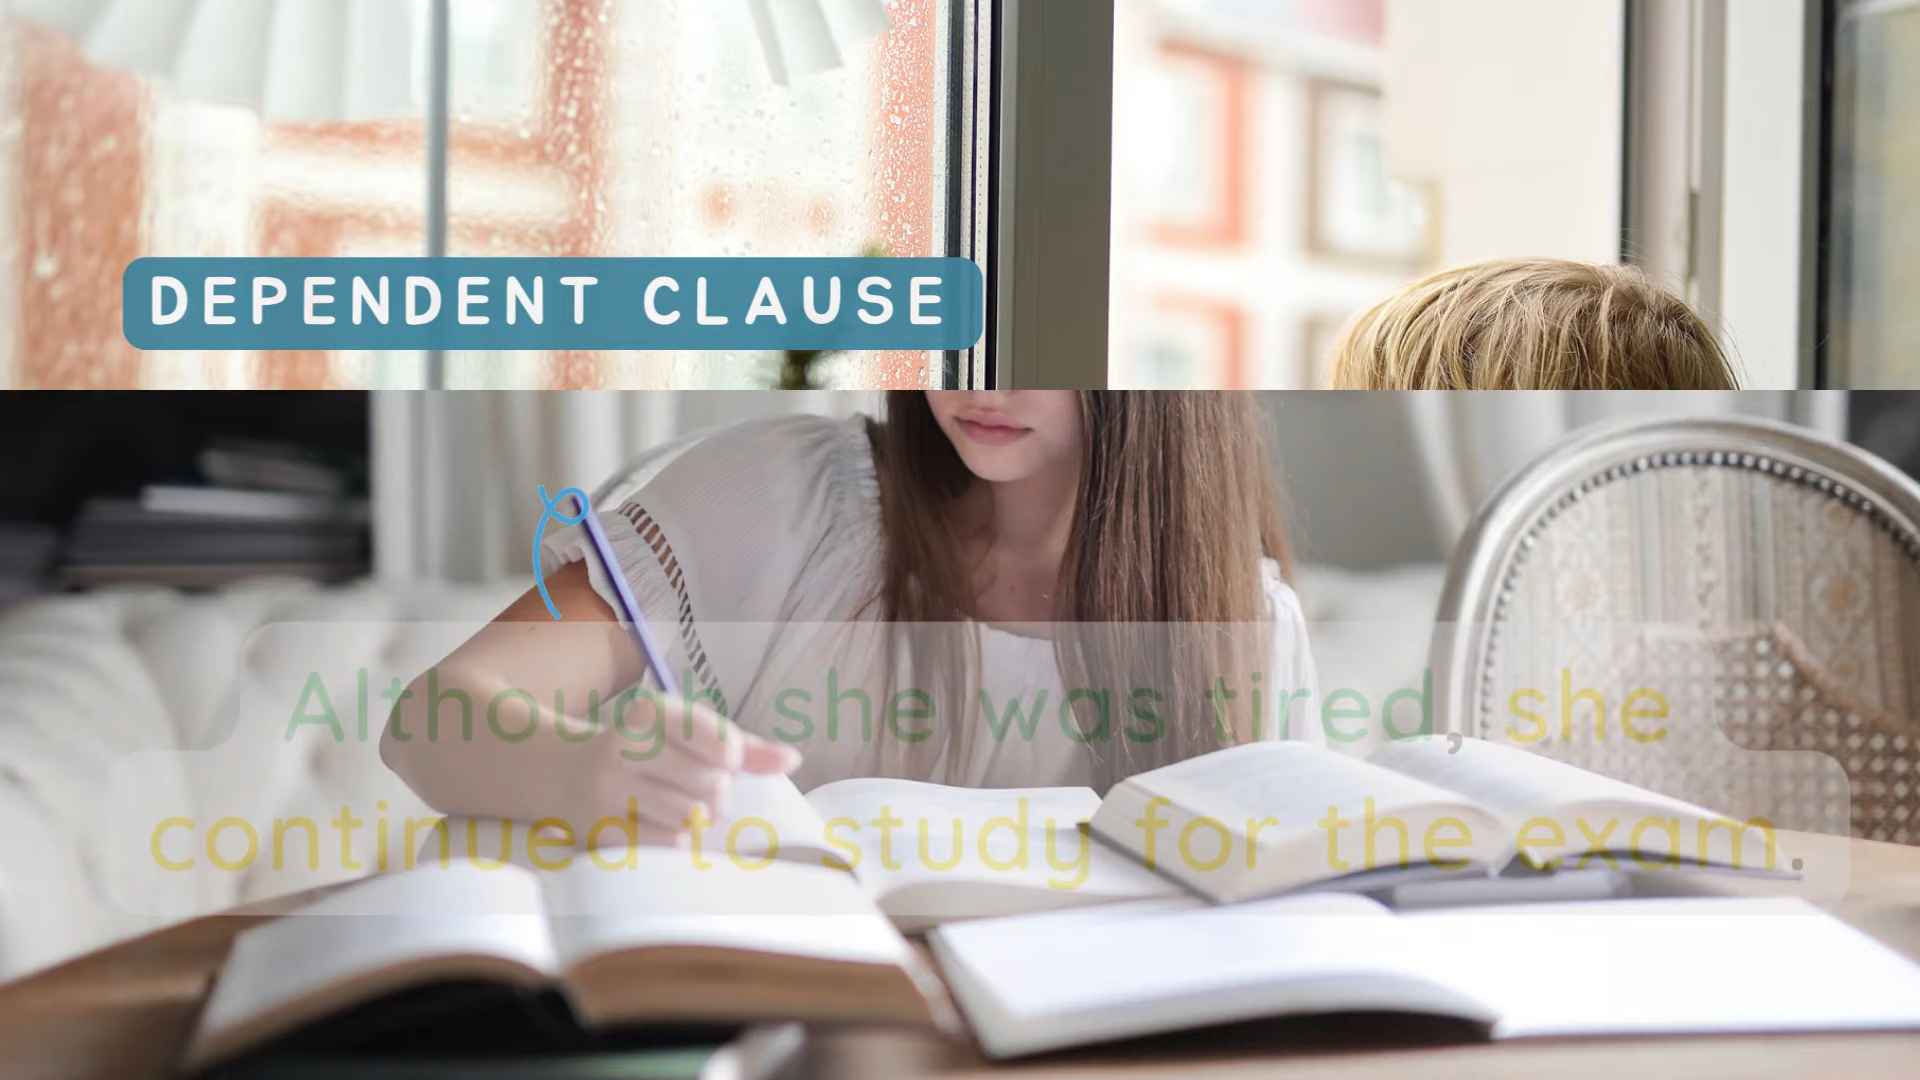 DEPENDENT CLAUSE
Although she was tired, she
continued to study for the exam.